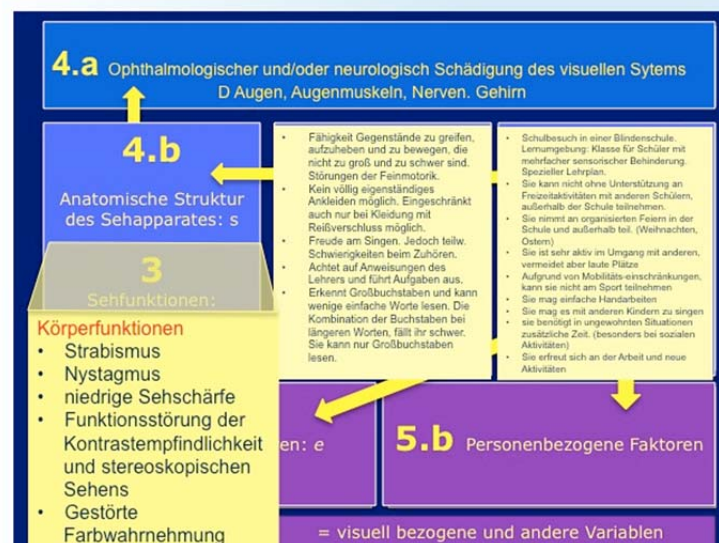 4.a Ophthalmologischer und/oder neurologisch Schädigung des visuellen Sytems
D Augen, Augenmuskeln, Nerven. Gehirn
4.b
Anatomische Struktur
des Sehapparates: s
3
Sehfunktionen:
Körperfunktionen
• Strabismus
• Nystagmus
• niedrige Sehschärfe
• Funktionsstörung der
Kontrastempfindlichkeit
und stereoskopischen
Sehens
• Gestörte
Farbwahrnehmung
• Fähigkeit Gegenstände zu greifen,
aufzuheben und zu bewegen, die
nicht zu groß und zu schwer sind.
Störungen der Feinmotorik.
• Kein völlig eigenständiges
Ankleiden möglich. Eingeschränkt
auch nur bei Kleidung mit
Reißverschluss möglich.
• Freude am Singen. Jedoch teilw.
Schwierigkeiten beim Zuhören.
• Achtet auf Anweisungen des
Lehrers und führt Aufgaben aus.
• Erkennt Großbuchstaben und kann
wenige einfache Worte lesen. Die
Kombination der Buchstaben bei
längeren Worten, fällt ihr schwer.
Sie kann nur Großbuchstaben
lesen.
• Schulbesuch in einer Blindenschule.
Lernumgebung: Klasse für Schüler mit
mehrfacher sensorischer Behinderung.
Spezieller Lehrplan.
• Sie kann nicht ohne Unterstützung an
Freizeitaktivitäten mit anderen Schülern,
außerhalb der Schule teilnehmen.
• Sie nimmt an organisierten Feiern in der
Schule und außerhalb teil. (Weihnachten,
Ostern)
• Sie ist sehr aktiv im Umgang mit anderen,
vermeidet aber laute Plätze
• Aufgrund von Mobilitäts-einschränkungen,
kann sie nicht am Sport teilnehmen
• Sie mag einfache Handarbeiten
• Sie mag es mit anderen Kindern zu singen
• sie benötigt in ungewohnten Situationen
zusätzliche Zeit. (besonders bei sozialen
Aktivitäten)
• Sie erfreut sich an der Arbeit und neue
Aktivitäten
en: e
5.b Personenbezogene Faktoren
= visuell bezogene und andere Variablen